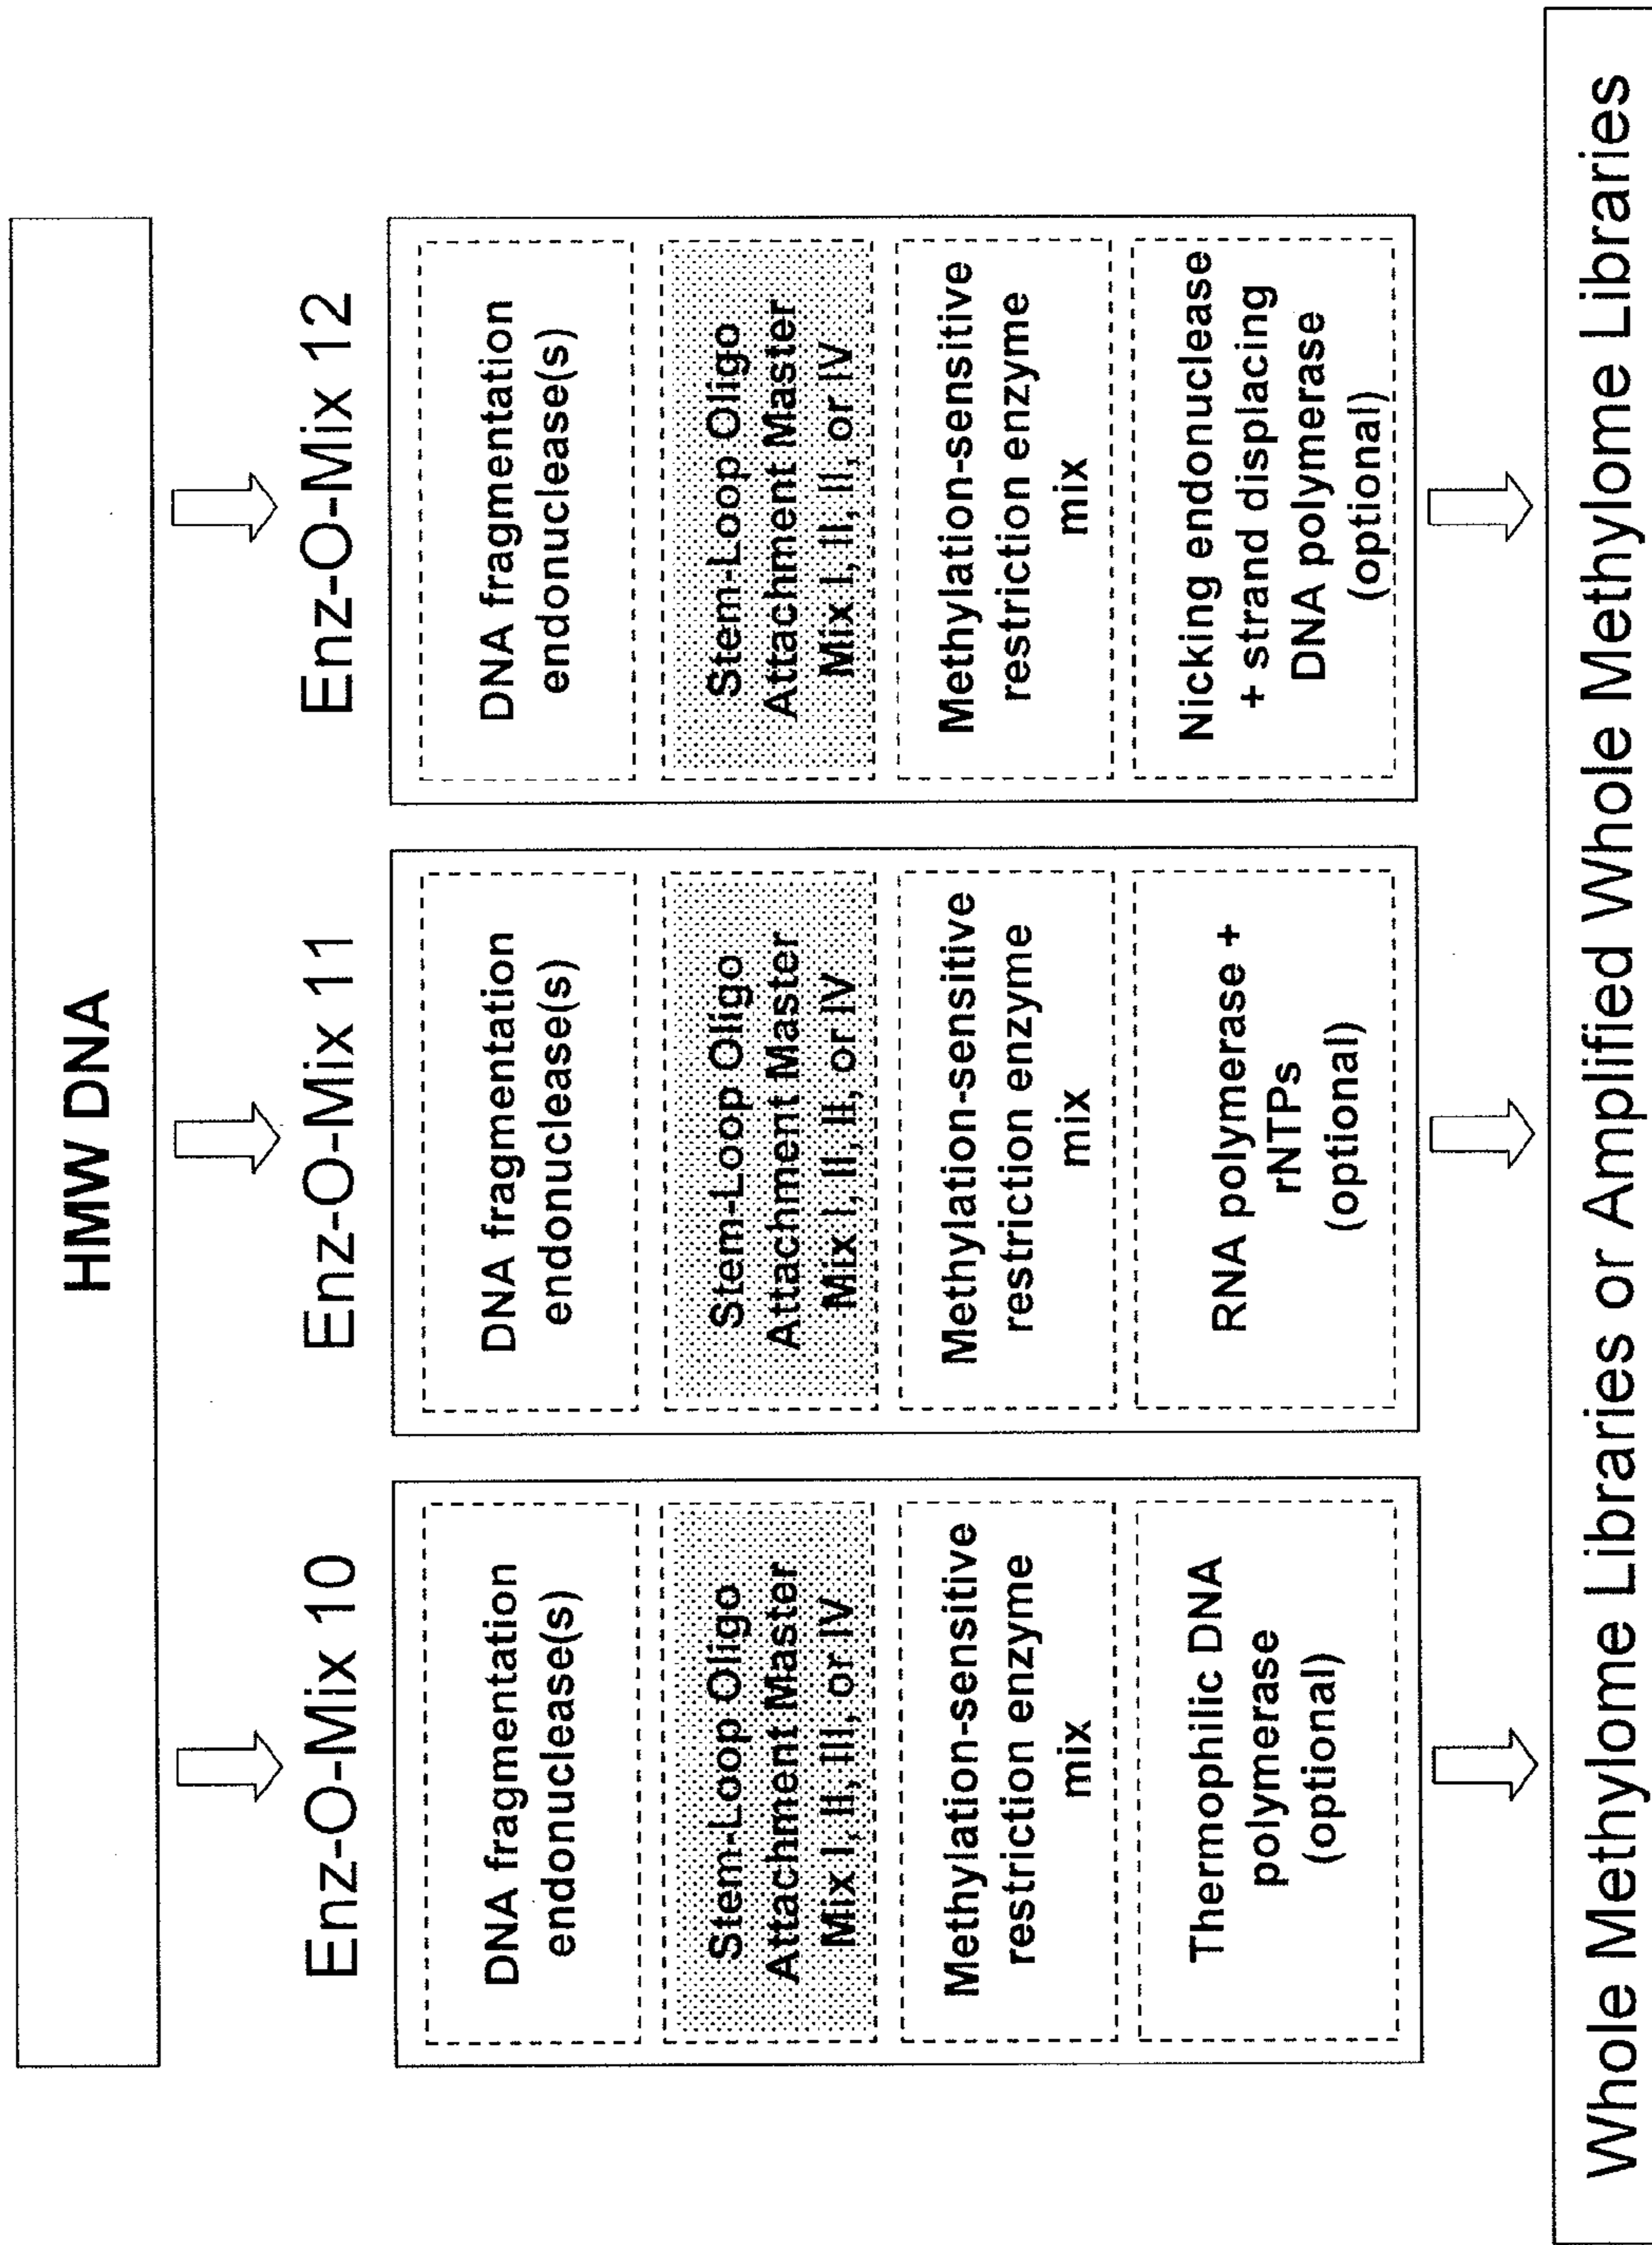 HMW DNA
Enz-O-Mix 10
DNA fragmentation
endonuclease(s)
Stem-Loop Oligo
Attachment Master
Mix I, II, III, or IV
Methylation-sensitive
restriction enzyme
mix
Thermophilic DNA
polymerase
(optional)
Enz-O-Mix 11
DNA fragmentation
endonuclease(s)
Stem-Loop Oligo
Attachment Master
Mix I, II, III, or IV
Methylation-sensitive
restriction enzyme
mix
RNA polymerase +
rNTPs
(optional)
Enz-O-Mix 12
DNA fragmentation
endonuclease(s)
Stem-Loop Oligo
Attachment Master
Mix I, II, III, or IV
Methylation-sensitive
restriction enzyme
mix
Nicking endonuclease
+ strand displacing
DNA polymerase
(optional)
Whole Methylome Libraries or Amplified Whole Methylome Libraries